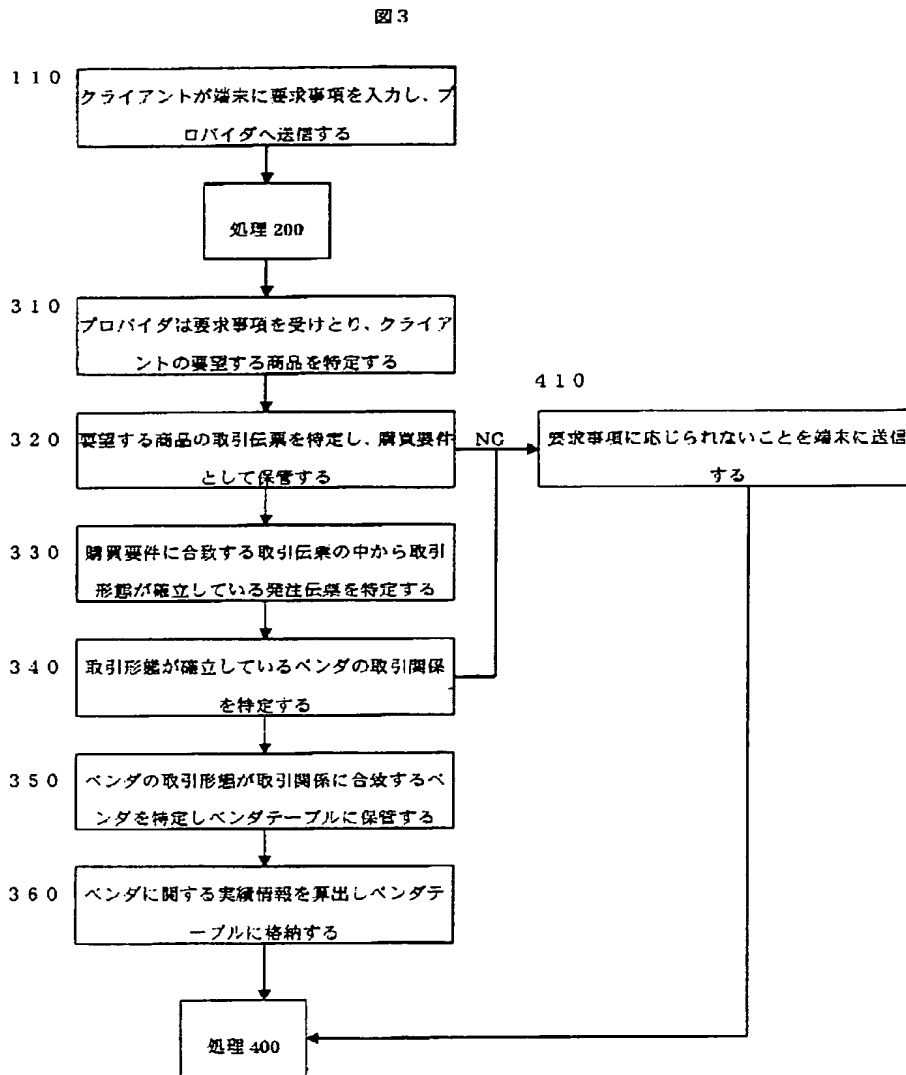 図3
110
クライアントが端末に要求事項を入力し、プ
ロバイダへ送信する
処理200
310
プロバイダは要求事項を受けとり、クライア
ントの要望する商品を特定する
410
320
要望する商品の取引伝票を特定し、購買要件
として保管する
NG
要求事項に応じられないことを端末に送信
する
330
購買要件に合致する取引伝票の中から取引
形態が確立している発注伝票を特定する
340
取引形態が確立しているベンダの取引関係
を特定する
350
ベンダの取引形態が取引関係に合致するベ
ンダを特定しベンダテーブルに保管する
360
ベンダに関する実績情報を算出しベンダテ
ーブルに格納する
処理400